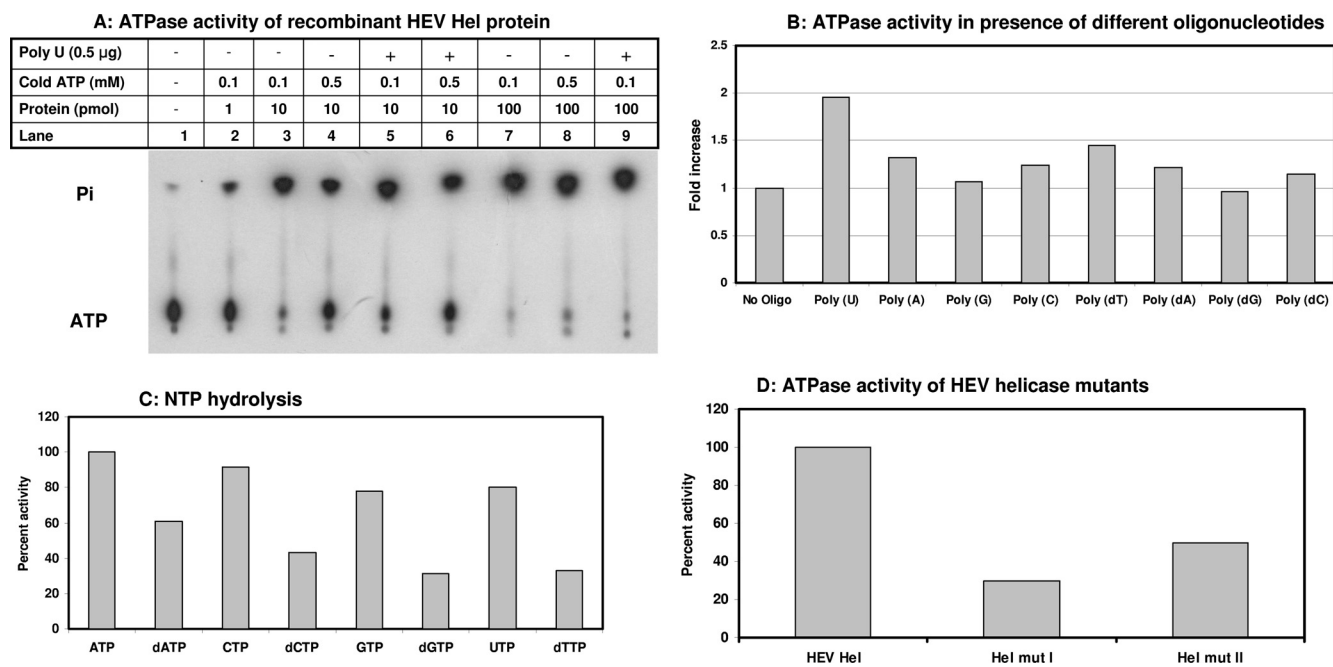 A: ATPase activity of recombinant HEV Hel protein
Poly U (0.5 µg) - - - - + + - - +
Cold ATP (mM) - 0.1 0.1 0.5 0.1 0.5 0.1 0.5 0.1
Protein (pmol) - 1 10 10 10 10 100 100 100
Lane 1 2 3 4 5 6 7 8 9
Pi
ATP
B: ATPase activity in presence of different oligonucleotides
2.5
2
1.5
1
0.5
0
Fold increase
No Oligo Poly (U) Poly (A) Poly (G) Poly (C) Poly (dT) Poly (dA) Poly (dG) Poly (dC)
C: NTP hydrolysis
120
100
80
60
40
20
0
Percent activity
ATP dATP CTP dCTP GTP dGTP UTP dTTP
D: ATPase activity of HEV helicase mutants
120
100
80
60
40
20
0
Percent activity
HEV Hel Hel mut I Hel mut II